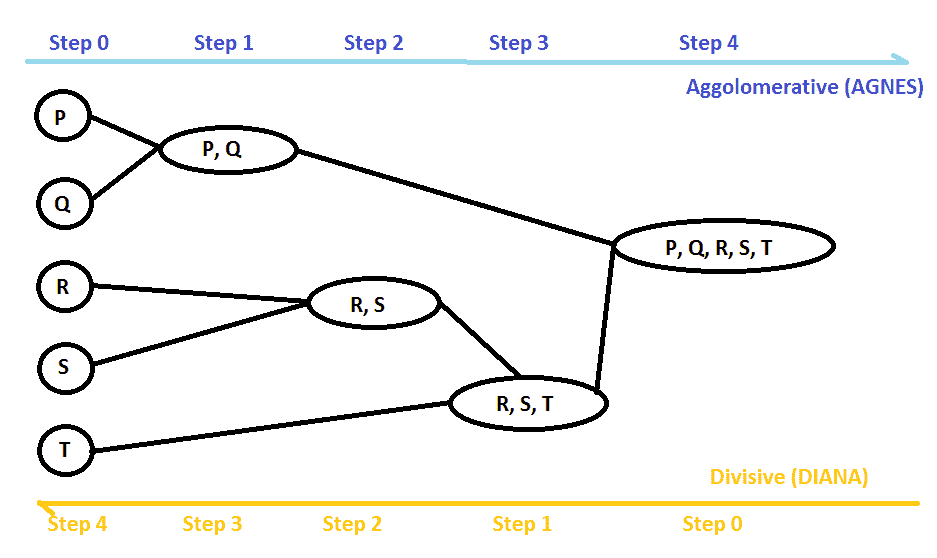 Step 0 Step 1 Step 2 Step 3 Step 4
Aggolomerative (AGNES)
P
P, Q
Q
P, Q, R, S, T
R
R, S
S
R, S, T
T
Divisive (DIANA)
Step 4 Step 3 Step 2 Step 1 Step 0